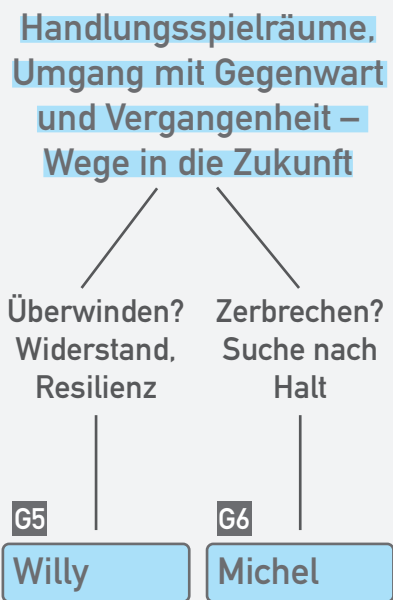 Handlungsspielräume,
Umgang mit Gegenwart
und Vergangenheit –
Wege in die Zukunft
Überwinden?
Widerstand,
Resilienz
Zerbrechen?
Suche nach
Halt
G5
Willy
G6
Michel